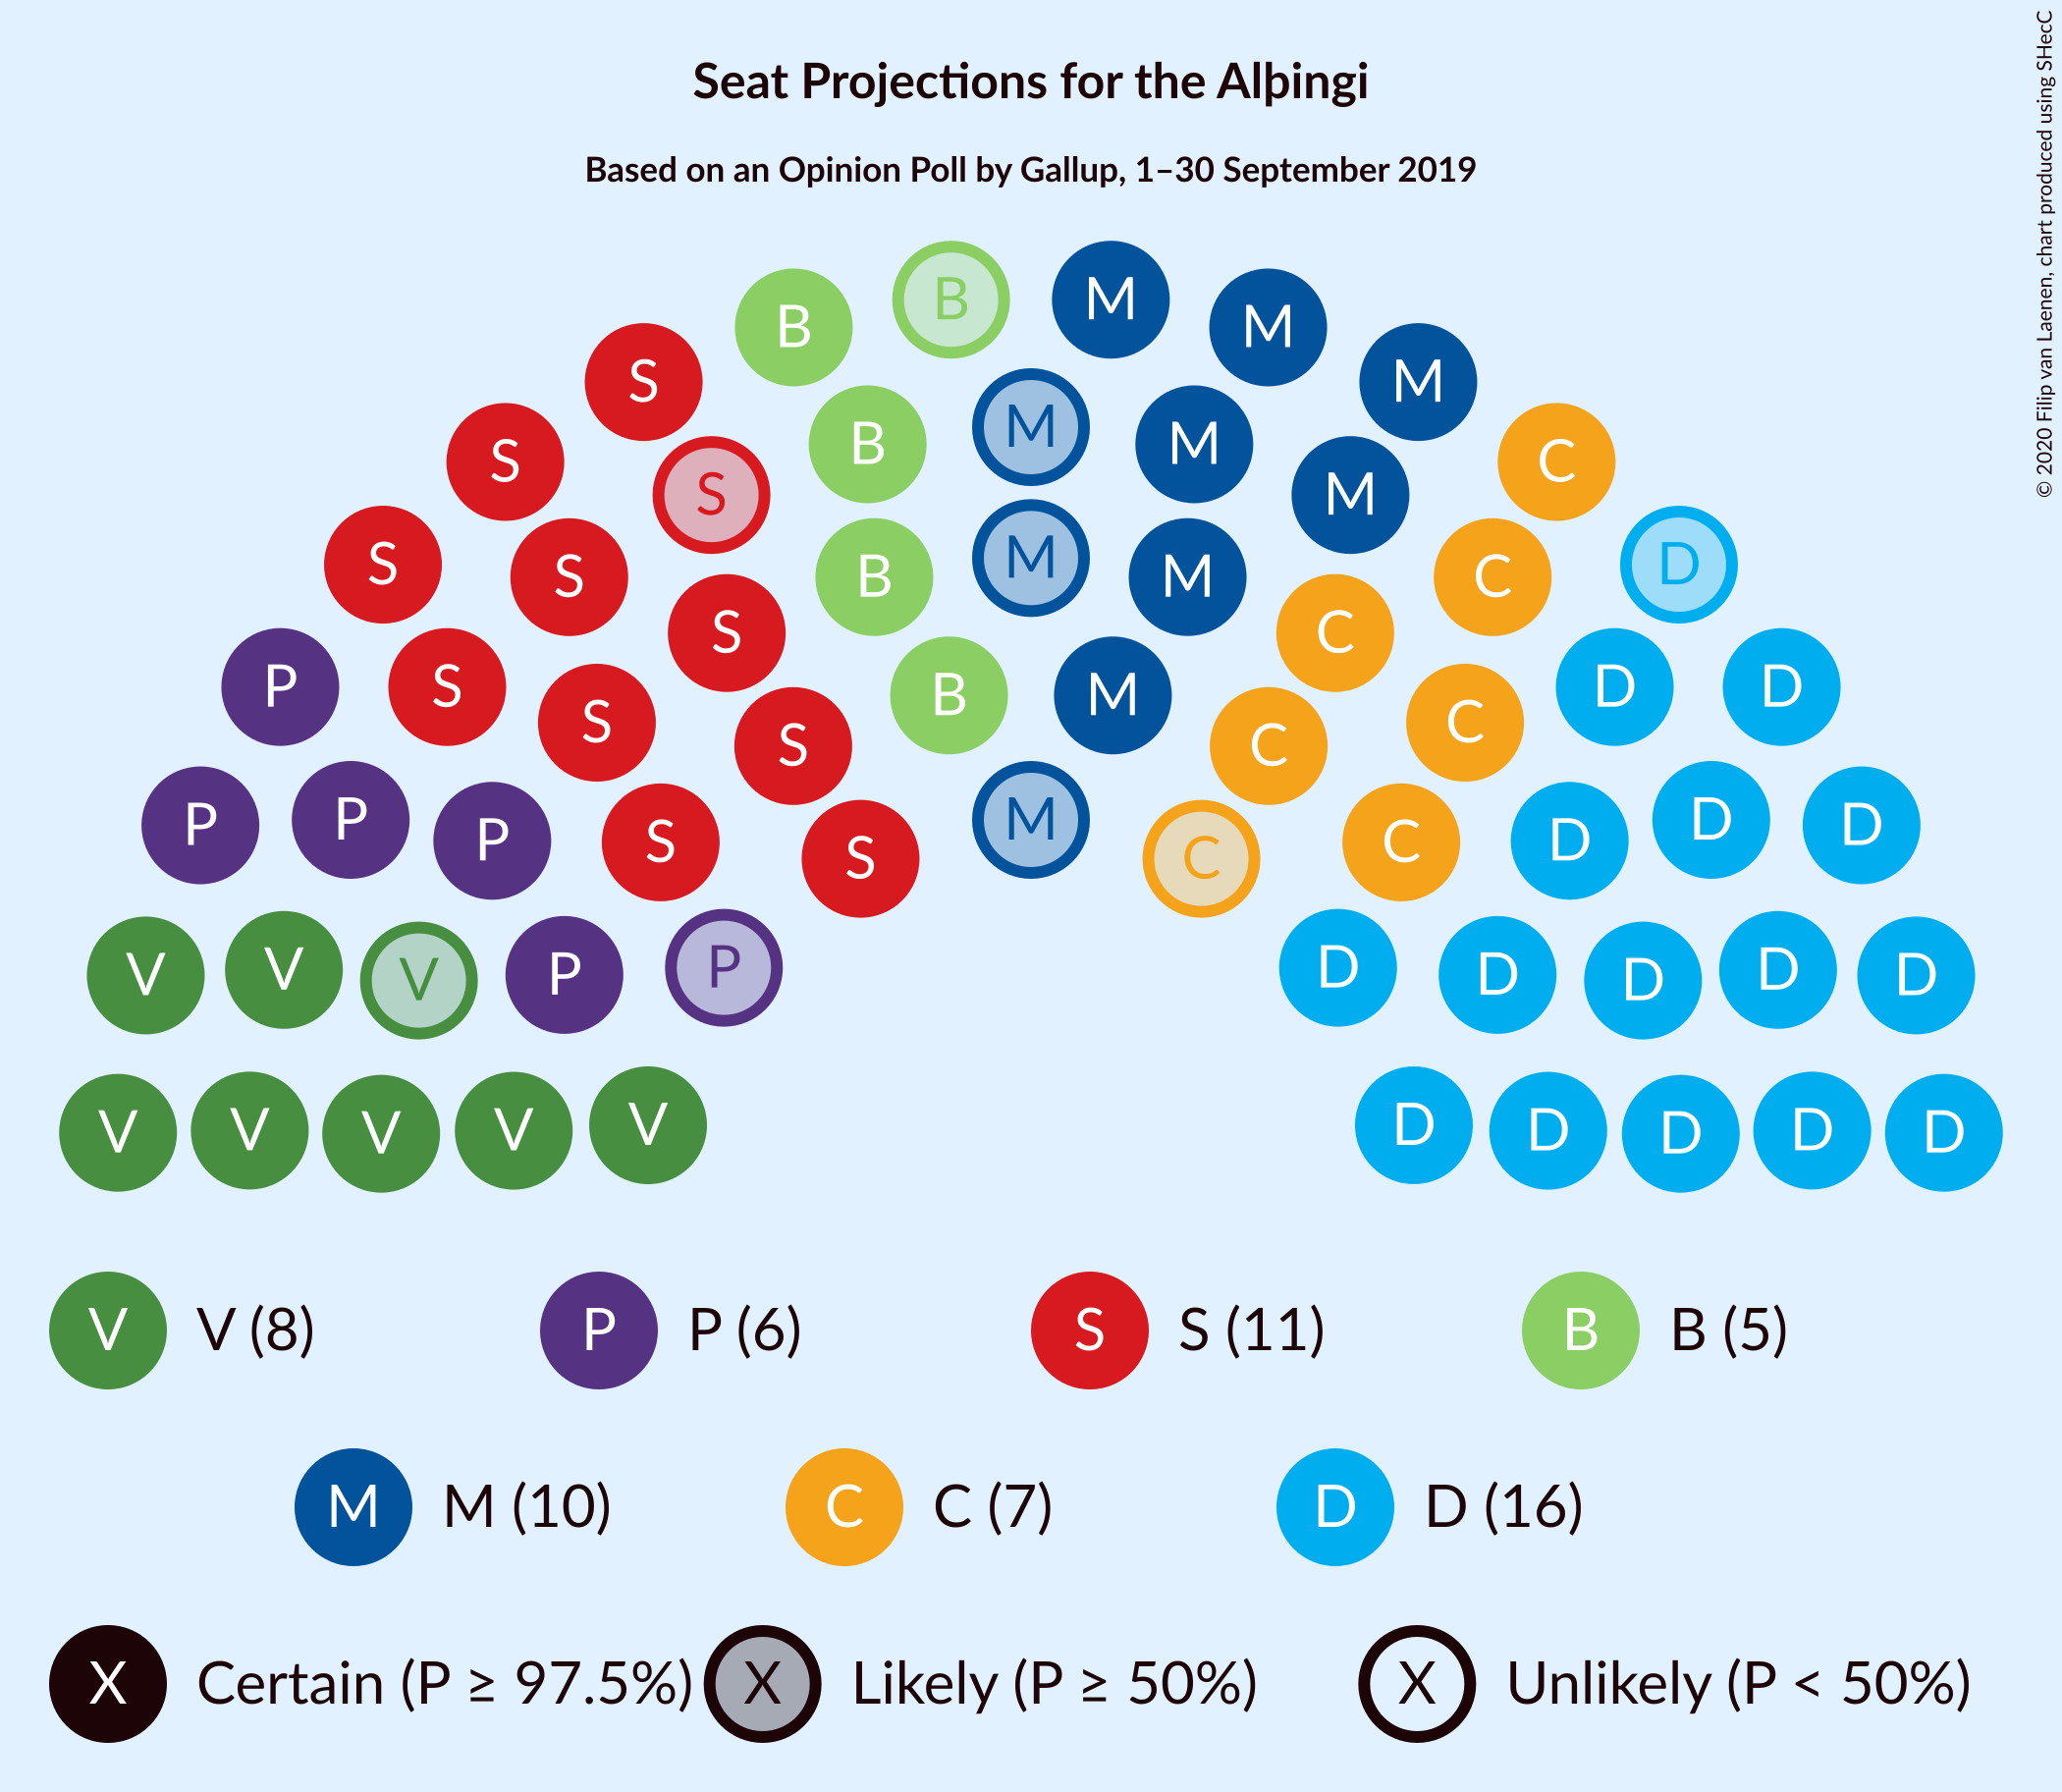 Seat Projections for the Alþingi
Based on an Opinion Poll by Gallup, 1–30 September 2019
© 2020 Filip van Laenen, chart produced using SHecC
B M
B M
S M
M
B M
S C
S M
M
S D
S B M C
S C
P S B M D D
S C
S C
P P M D D
P S C D
S C
V V V P P D D D D D
V V V V V D D D D D
V V (8) P P (6) S S (11) B B (5)
M M (10) C C (7) D D (16)
X Certain (P ≥ 97.5%) X Likely (P ≥ 50%) X Unlikely (P < 50%)